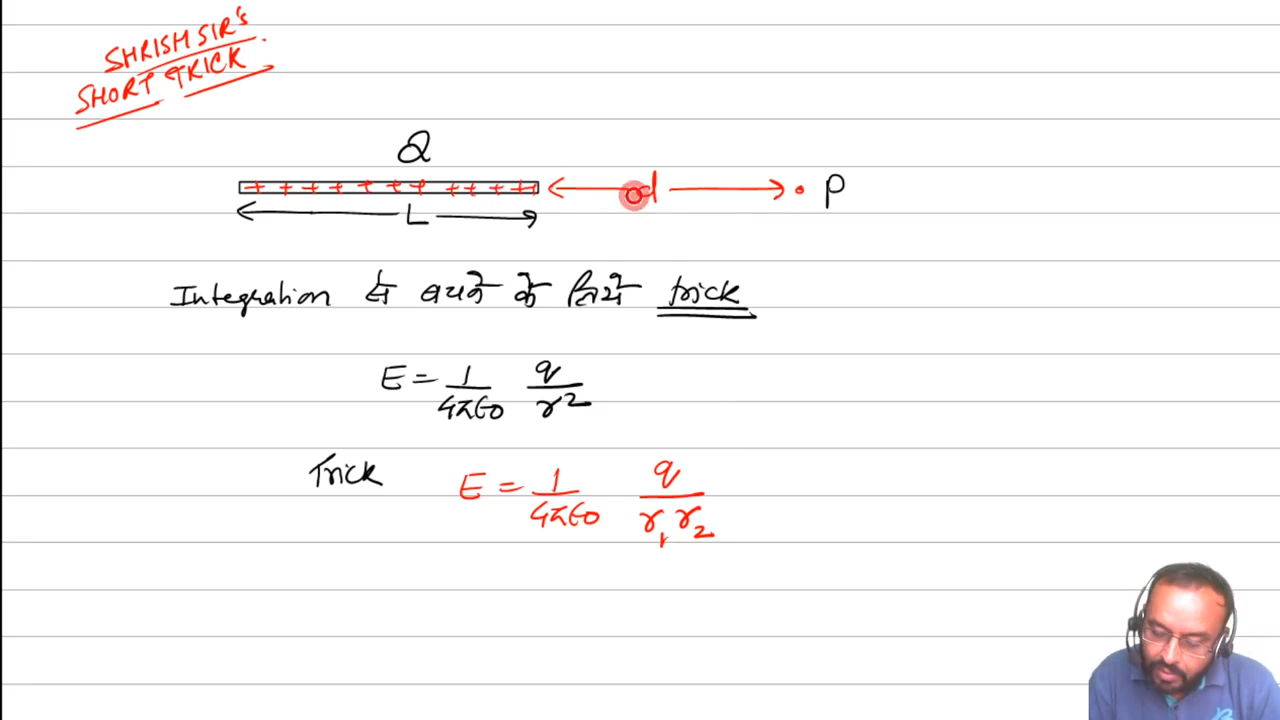 SHRISH SIR'S
SHORT TRICK
Q
+ + + + + + + + + + + +
d
P
L
Integration से बचने के लिये trick
E = 1/4πε0 q/r²
Trick E = 1/4πε0 q/r₁r₂